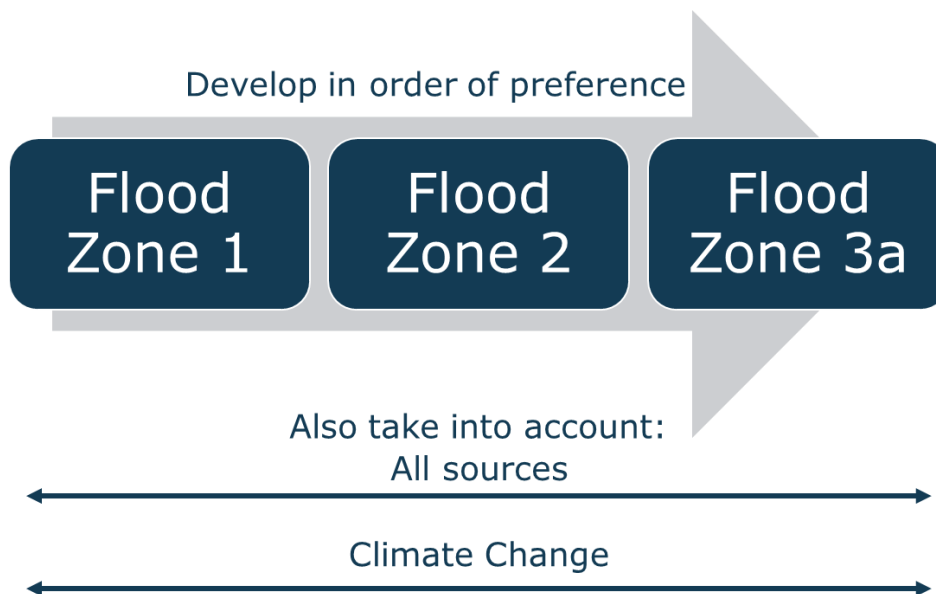 Develop in order of preference
Flood
Zone 1
Flood
Zone 2
Flood
Zone 3a
Also take into account:
All sources
Climate Change